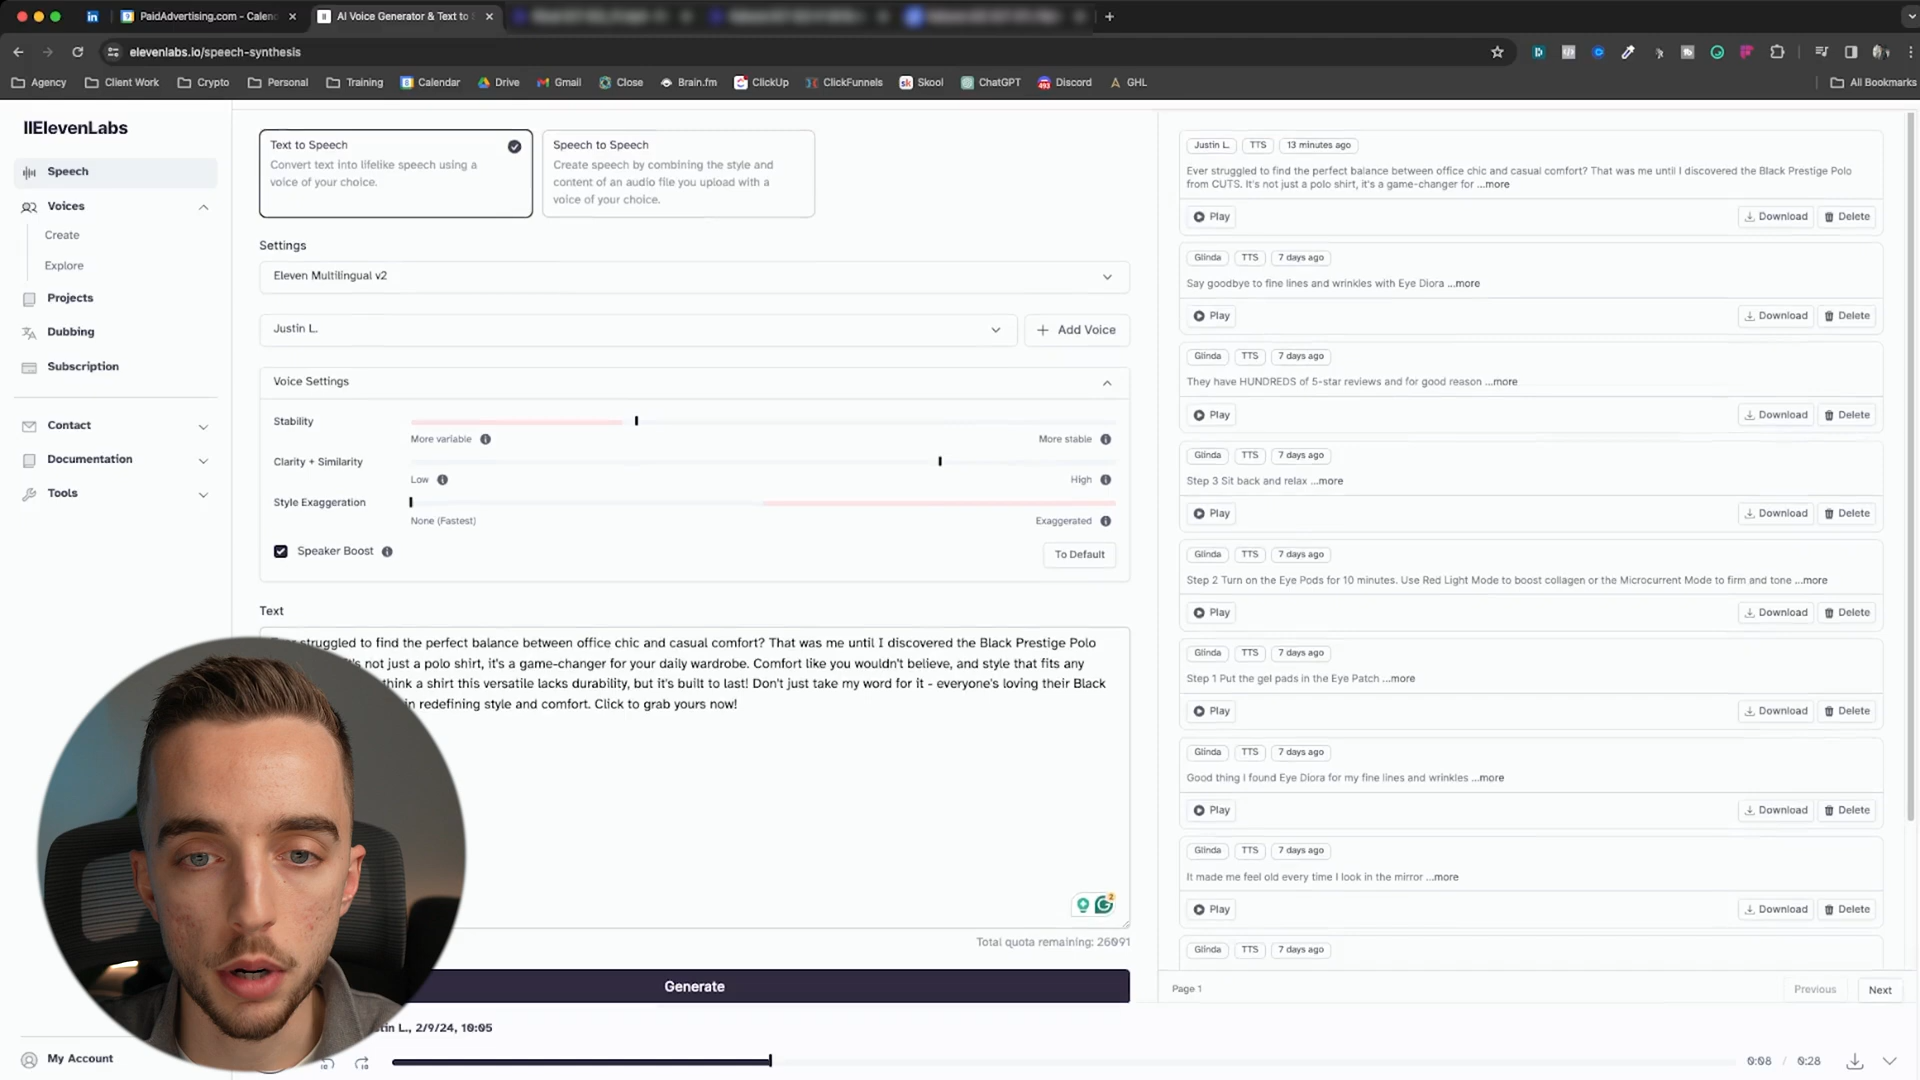 PaidAdvertising.com - Calend
AI Voice Generator & Text to
elevenlabs.io/speech-synthesis
Agency
Client Work
Crypto
Personal
Training
Calendar
Drive
Gmail
Close
Brain.fm
ClickUp
ClickFunnels
Skool
ChatGPT
Discord
GHL
All Bookmarks
IIElevenLabs
Speech
Voices
Create
Explore
Projects
Dubbing
Subscription
Contact
Documentation
Tools
My Account
Text to Speech
Convert text into lifelike speech using a
voice of your choice.
Speech to Speech
Create speech by combining the style and
content of an audio file you upload with a
voice of your choice.
Settings
Eleven Multilingual v2
Justin L.
Add Voice
Voice Settings
Stability
More variable
More stable
Clarity + Similarity
Low
High
Style Exaggeration
None (Fastest)
Exaggerated
Speaker Boost
To Default
Text
struggled to find the perfect balance between office chic and casual comfort? That was me until I discovered the Black Prestige Polo
not just a polo shirt, it's a game-changer for your daily wardrobe. Comfort like you wouldn't believe, and style that fits any
think a shirt this versatile lacks durability, but it's built to last! Don't just take my word for it - everyone's loving their Black
in redefining style and comfort. Click to grab yours now!
Total quota remaining: 26091
Generate
tin L., 2/9/24, 10:05
0:08 / 0:28
Justin L. TTS 13 minutes ago
Ever struggled to find the perfect balance between office chic and casual comfort? That was me until I discovered the Black Prestige Polo
from CUTS. It's not just a polo shirt, it's a game-changer for ...more
Play Download Delete
Glinda TTS 7 days ago
Say goodbye to fine lines and wrinkles with Eye Diora ...more
Play Download Delete
Glinda TTS 7 days ago
They have HUNDREDS of 5-star reviews and for good reason ...more
Play Download Delete
Glinda TTS 7 days ago
Step 3 Sit back and relax ...more
Play Download Delete
Glinda TTS 7 days ago
Step 2 Turn on the Eye Pods for 10 minutes. Use Red Light Mode to boost collagen or the Microcurrent Mode to firm and tone ...more
Play Download Delete
Glinda TTS 7 days ago
Step 1 Put the gel pads in the Eye Patch ...more
Play Download Delete
Glinda TTS 7 days ago
Good thing I found Eye Diora for my fine lines and wrinkles ...more
Play Download Delete
Glinda TTS 7 days ago
It made me feel old every time I look in the mirror ...more
Play Download Delete
Glinda TTS 7 days ago
Page 1
Previous
Next